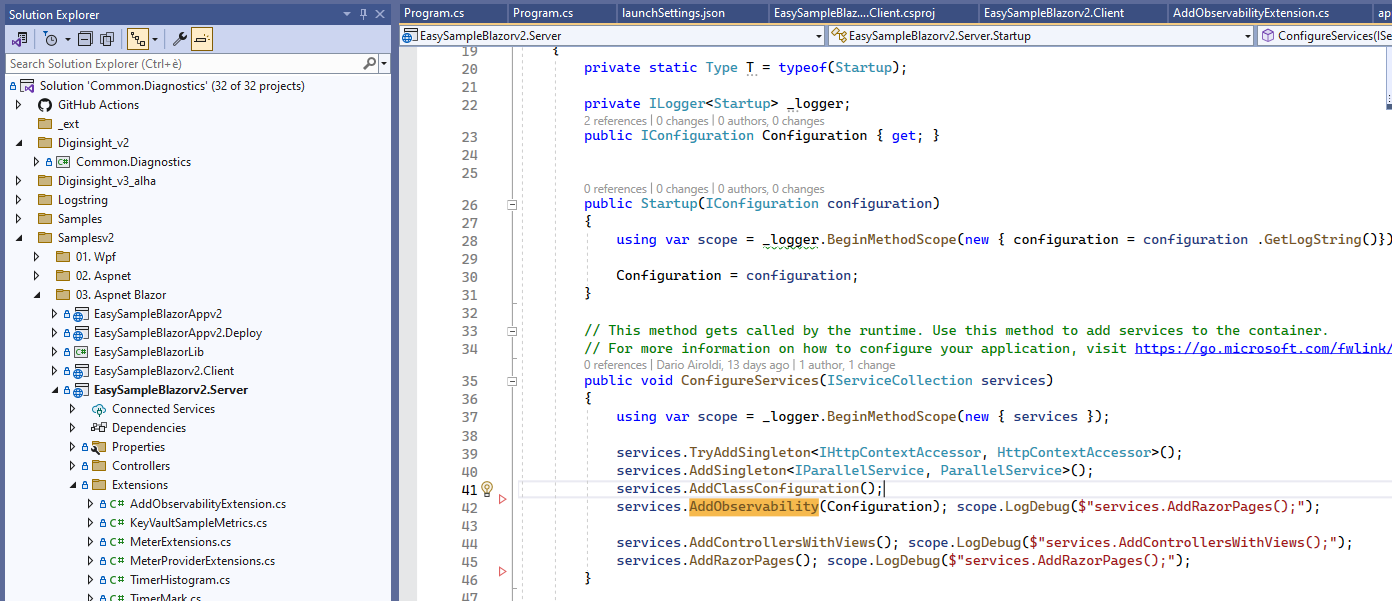 Solution Explorer
Search Solution Explorer (Ctrl+è)
Solution 'Common.Diagnostics' (32 of 32 projects)
GitHub Actions
_ext
Diginsight_v2
C# Common.Diagnostics
Diginsight_v3_alha
Logstring
Samples
Samplesv2
01. Wpf
02. Aspnet
03. Aspnet Blazor
EasySampleBlazorAppv2
EasySampleBlazorAppv2.Deploy
C# EasySampleBlazorLib
EasySampleBlazorv2.Client
EasySampleBlazorv2.Server
Connected Services
Dependencies
Properties
Controllers
Extensions
C# AddObservabilityExtension.cs
C# KeyVaultSampleMetrics.cs
C# MeterExtensions.cs
C# MeterProviderExtensions.cs
C# TimerHistogram.cs
C# TimerMark.cs
Program.cs Program.cs launchSettings.json EasySampleBlaz....Client.csproj EasySampleBlazorv2.Client AddObservabilityExtension.cs ap
EasySampleBlazorv2.Server EasySampleBlazorv2.Server.Startup ConfigureServices(ISe
19 {
20 private static Type T = typeof(Startup);
21
22 private ILogger<Startup> _logger;
2 references | 0 changes | 0 authors, 0 changes
23 public IConfiguration Configuration { get; }
24
25
0 references | 0 changes | 0 authors, 0 changes
26 public Startup(IConfiguration configuration)
27 {
28 using var scope = _logger.BeginMethodScope(new { configuration = configuration .GetLogString()})
29
30 Configuration = configuration;
31 }
32
33 // This method gets called by the runtime. Use this method to add services to the container.
34 // For more information on how to configure your application, visit https://go.microsoft.com/fwlink/
0 references | Dario Airoldi, 13 days ago | 1 author, 1 change
35 public void ConfigureServices(IServiceCollection services)
36 {
37 using var scope = _logger.BeginMethodScope(new { services });
38
39 services.TryAddSingleton<IHttpContextAccessor, HttpContextAccessor>();
40 services.AddSingleton<IParallelService, ParallelService>();
41 services.AddClassConfiguration();
42 services.AddObservability(Configuration); scope.LogDebug($"services.AddRazorPages();");
43
44 services.AddControllersWithViews(); scope.LogDebug($"services.AddControllersWithViews();");
45 services.AddRazorPages(); scope.LogDebug($"services.AddRazorPages();");
46 }
47